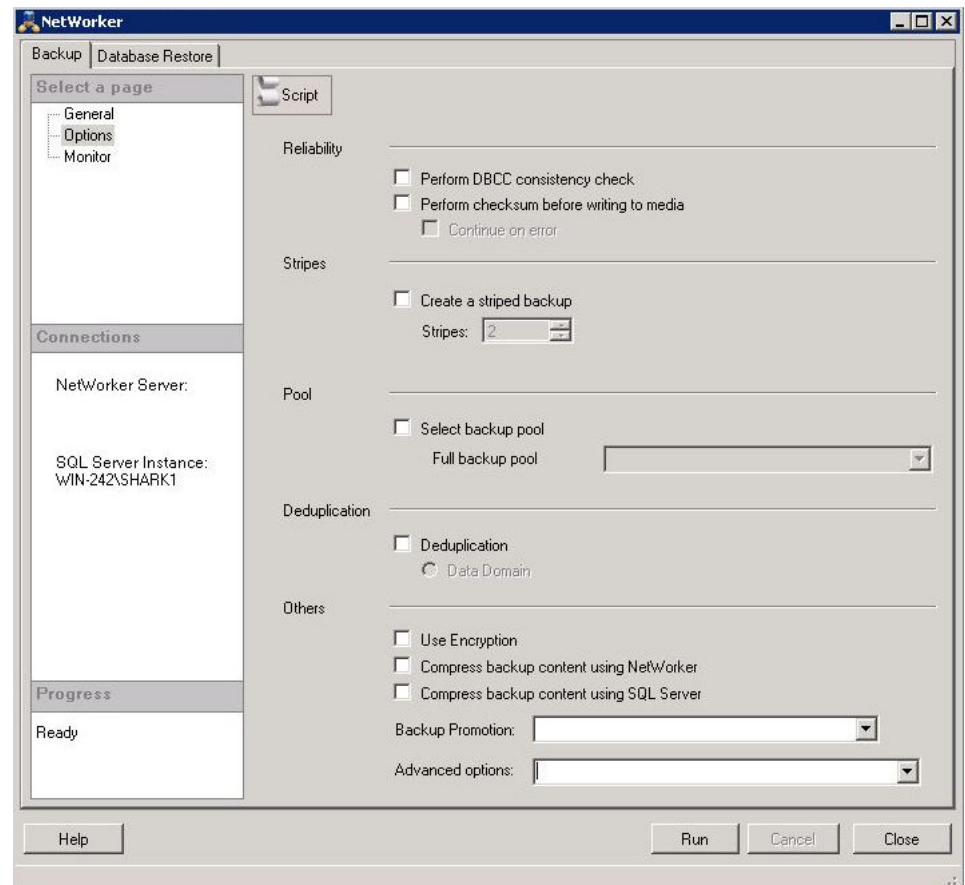 NetWorker
Backup
Database Restore
Select a page
General
Options
Monitor
Connections
NetWorker Server:
SQL Server Instance:
WIN-242\SHARK1
Progress
Ready
Script
Reliability
Perform DBCC consistency check
Perform checksum before writing to media
Continue on error
Stripes
Create a striped backup
Stripes: 2
Pool
Select backup pool
Full backup pool
Deduplication
Deduplication
Data Domain
Others
Use Encryption
Compress backup content using NetWorker
Compress backup content using SQL Server
Backup Promotion:
Advanced options:
Help
Run
Cancel
Close